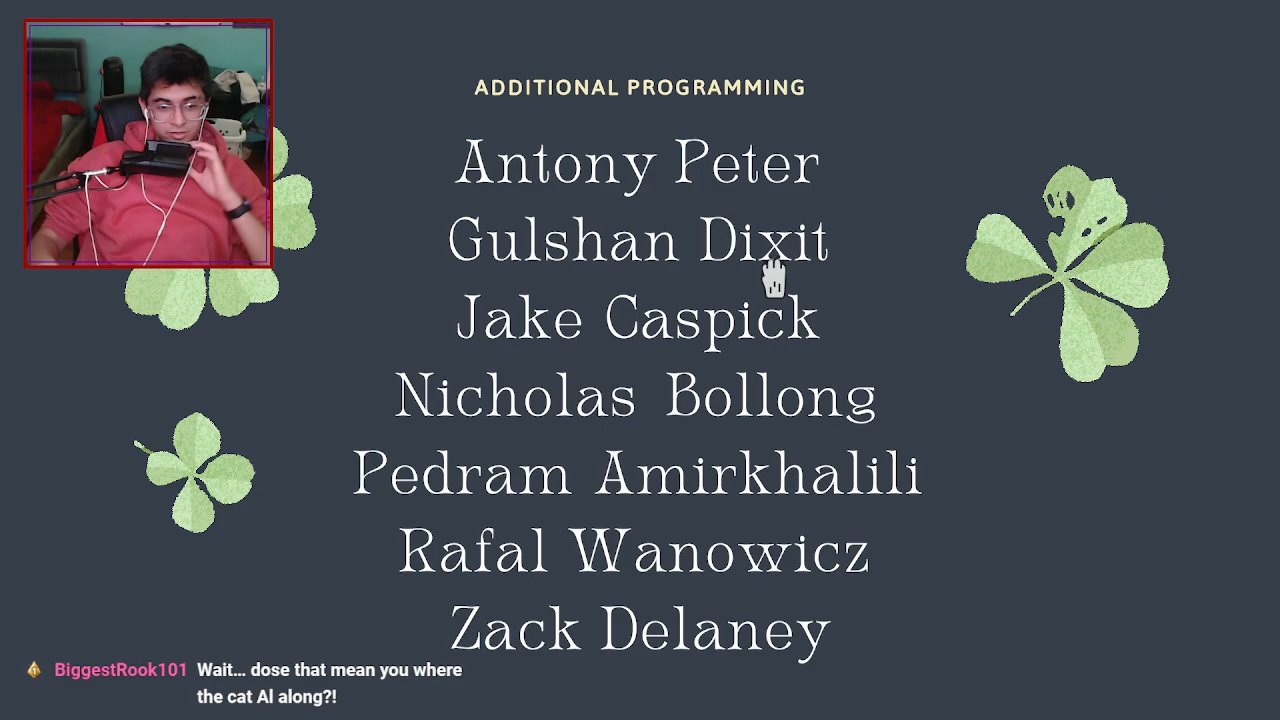 ADDITIONAL PROGRAMMING
Antony Peter
Gulshan Dixit
Jake Caspick
Nicholas Bollong
Pedram Amirkhalili
Rafal Wanowicz
Zack Delaney
BiggestRook101 Wait... dose that mean you where
the cat Al along?!